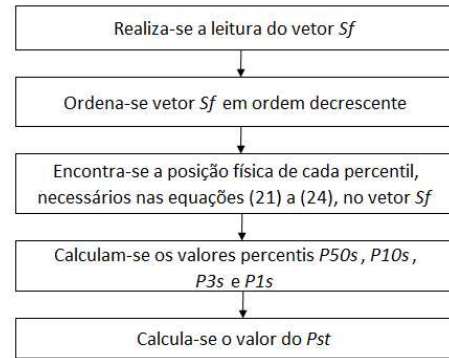 Realiza-se a leitura do vetor Sf
Ordena-se vetor Sf em ordem decrescente
Encontra-se a posição física de cada percentil,
necessários nas equações (21) a (24), no vetor Sf
Calculam-se os valores percentis P50s , P10s ,
P3s e P1s
Calcula-se o valor do Pst